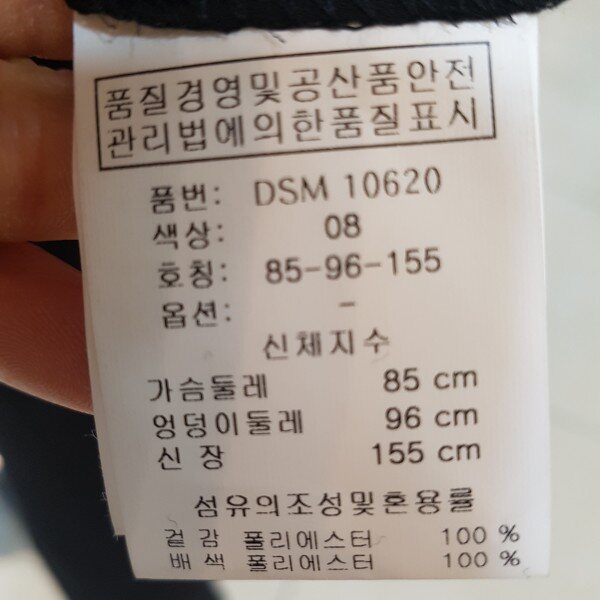 품질경영및공산품안전
관리법에의한품질표시
품번: DSM 10620
색상: 08
호칭: 85-96-155
옵션: -
신체지수
가슴둘레 85 cm
엉덩이둘레 96 cm
신 장 155 cm
섬유의조성및혼용률
겉 감 폴리에스터 100 %
배 색 폴리에스터 100 %